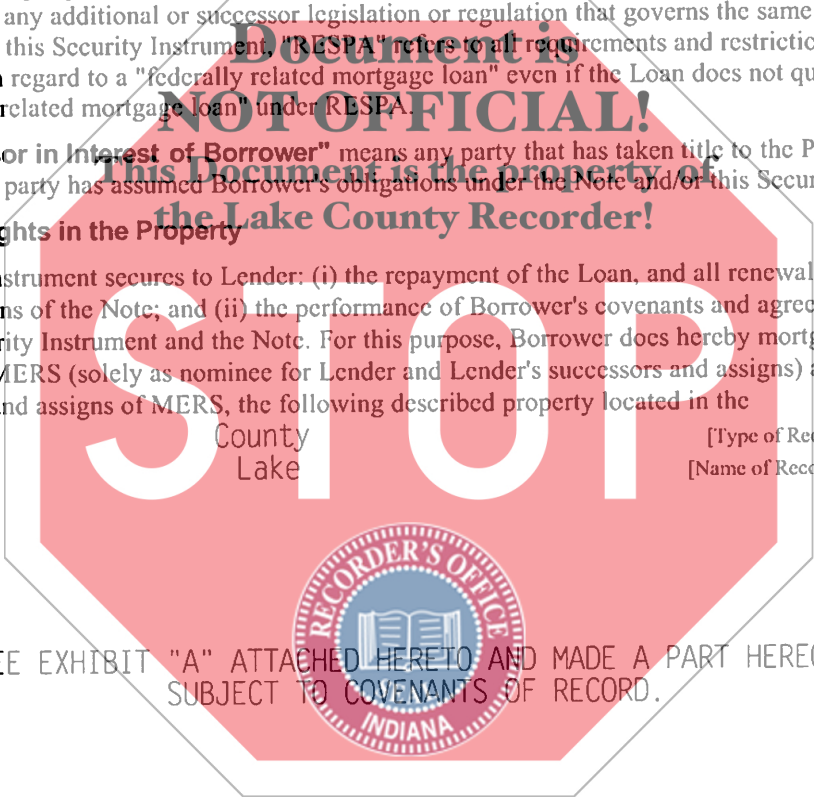 any additional or successor legislation or regulation that governs the same
this Security Instrument, "RESPA" refers to all requirements and restrictio
regard to a "federally related mortgage loan" even if the Loan does not qu
related mortgage loan" under RESPA.
Document is
NOT OFFICIAL!
This Document is the property of
the Lake County Recorder!
or in Interest of Borrower" means any party that has taken title to the P
party has assumed Borrower's obligations under the Note and/or this Secur
ghts in the Property
strument secures to Lender: (i) the repayment of the Loan, and all renewal
ns of the Note; and (ii) the performance of Borrower's covenants and agree
rity Instrument and the Note. For this purpose, Borrower does hereby mortg
MERS (solely as nominee for Lender and Lender's successors and assigns) a
nd assigns of MERS, the following described property located in the
County [Type of Rec
Lake [Name of Reco
STOP
RECORDER'S OFFICE
INDIANA
EE EXHIBIT "A" ATTACHED HERETO AND MADE A PART HEREO
SUBJECT TO COVENANTS OF RECORD.